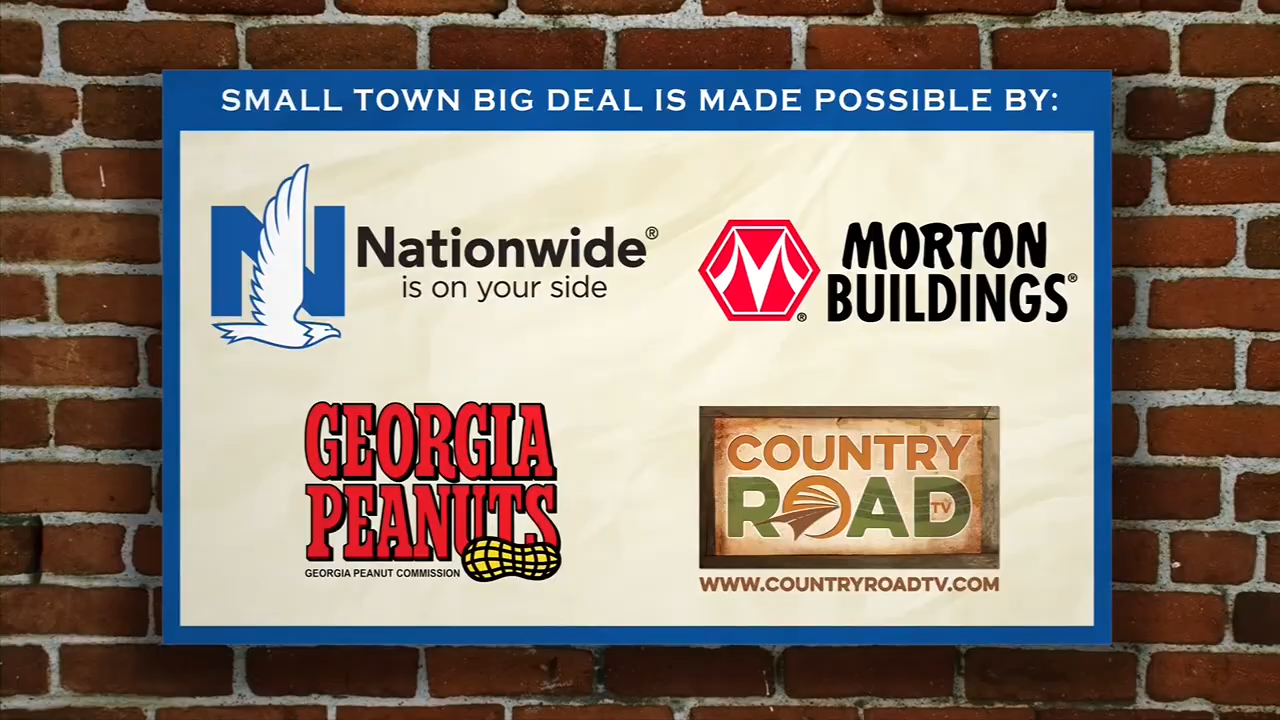 SMALL TOWN BIG DEAL IS MADE POSSIBLE BY:
N
Nationwide®
is on your side
MORTON
BUILDINGS®
®
GEORGIA
PEANUTS
GEORGIA PEANUT COMMISSION
COUNTRY
ROAD
TV
WWW.COUNTRYROADTV.COM